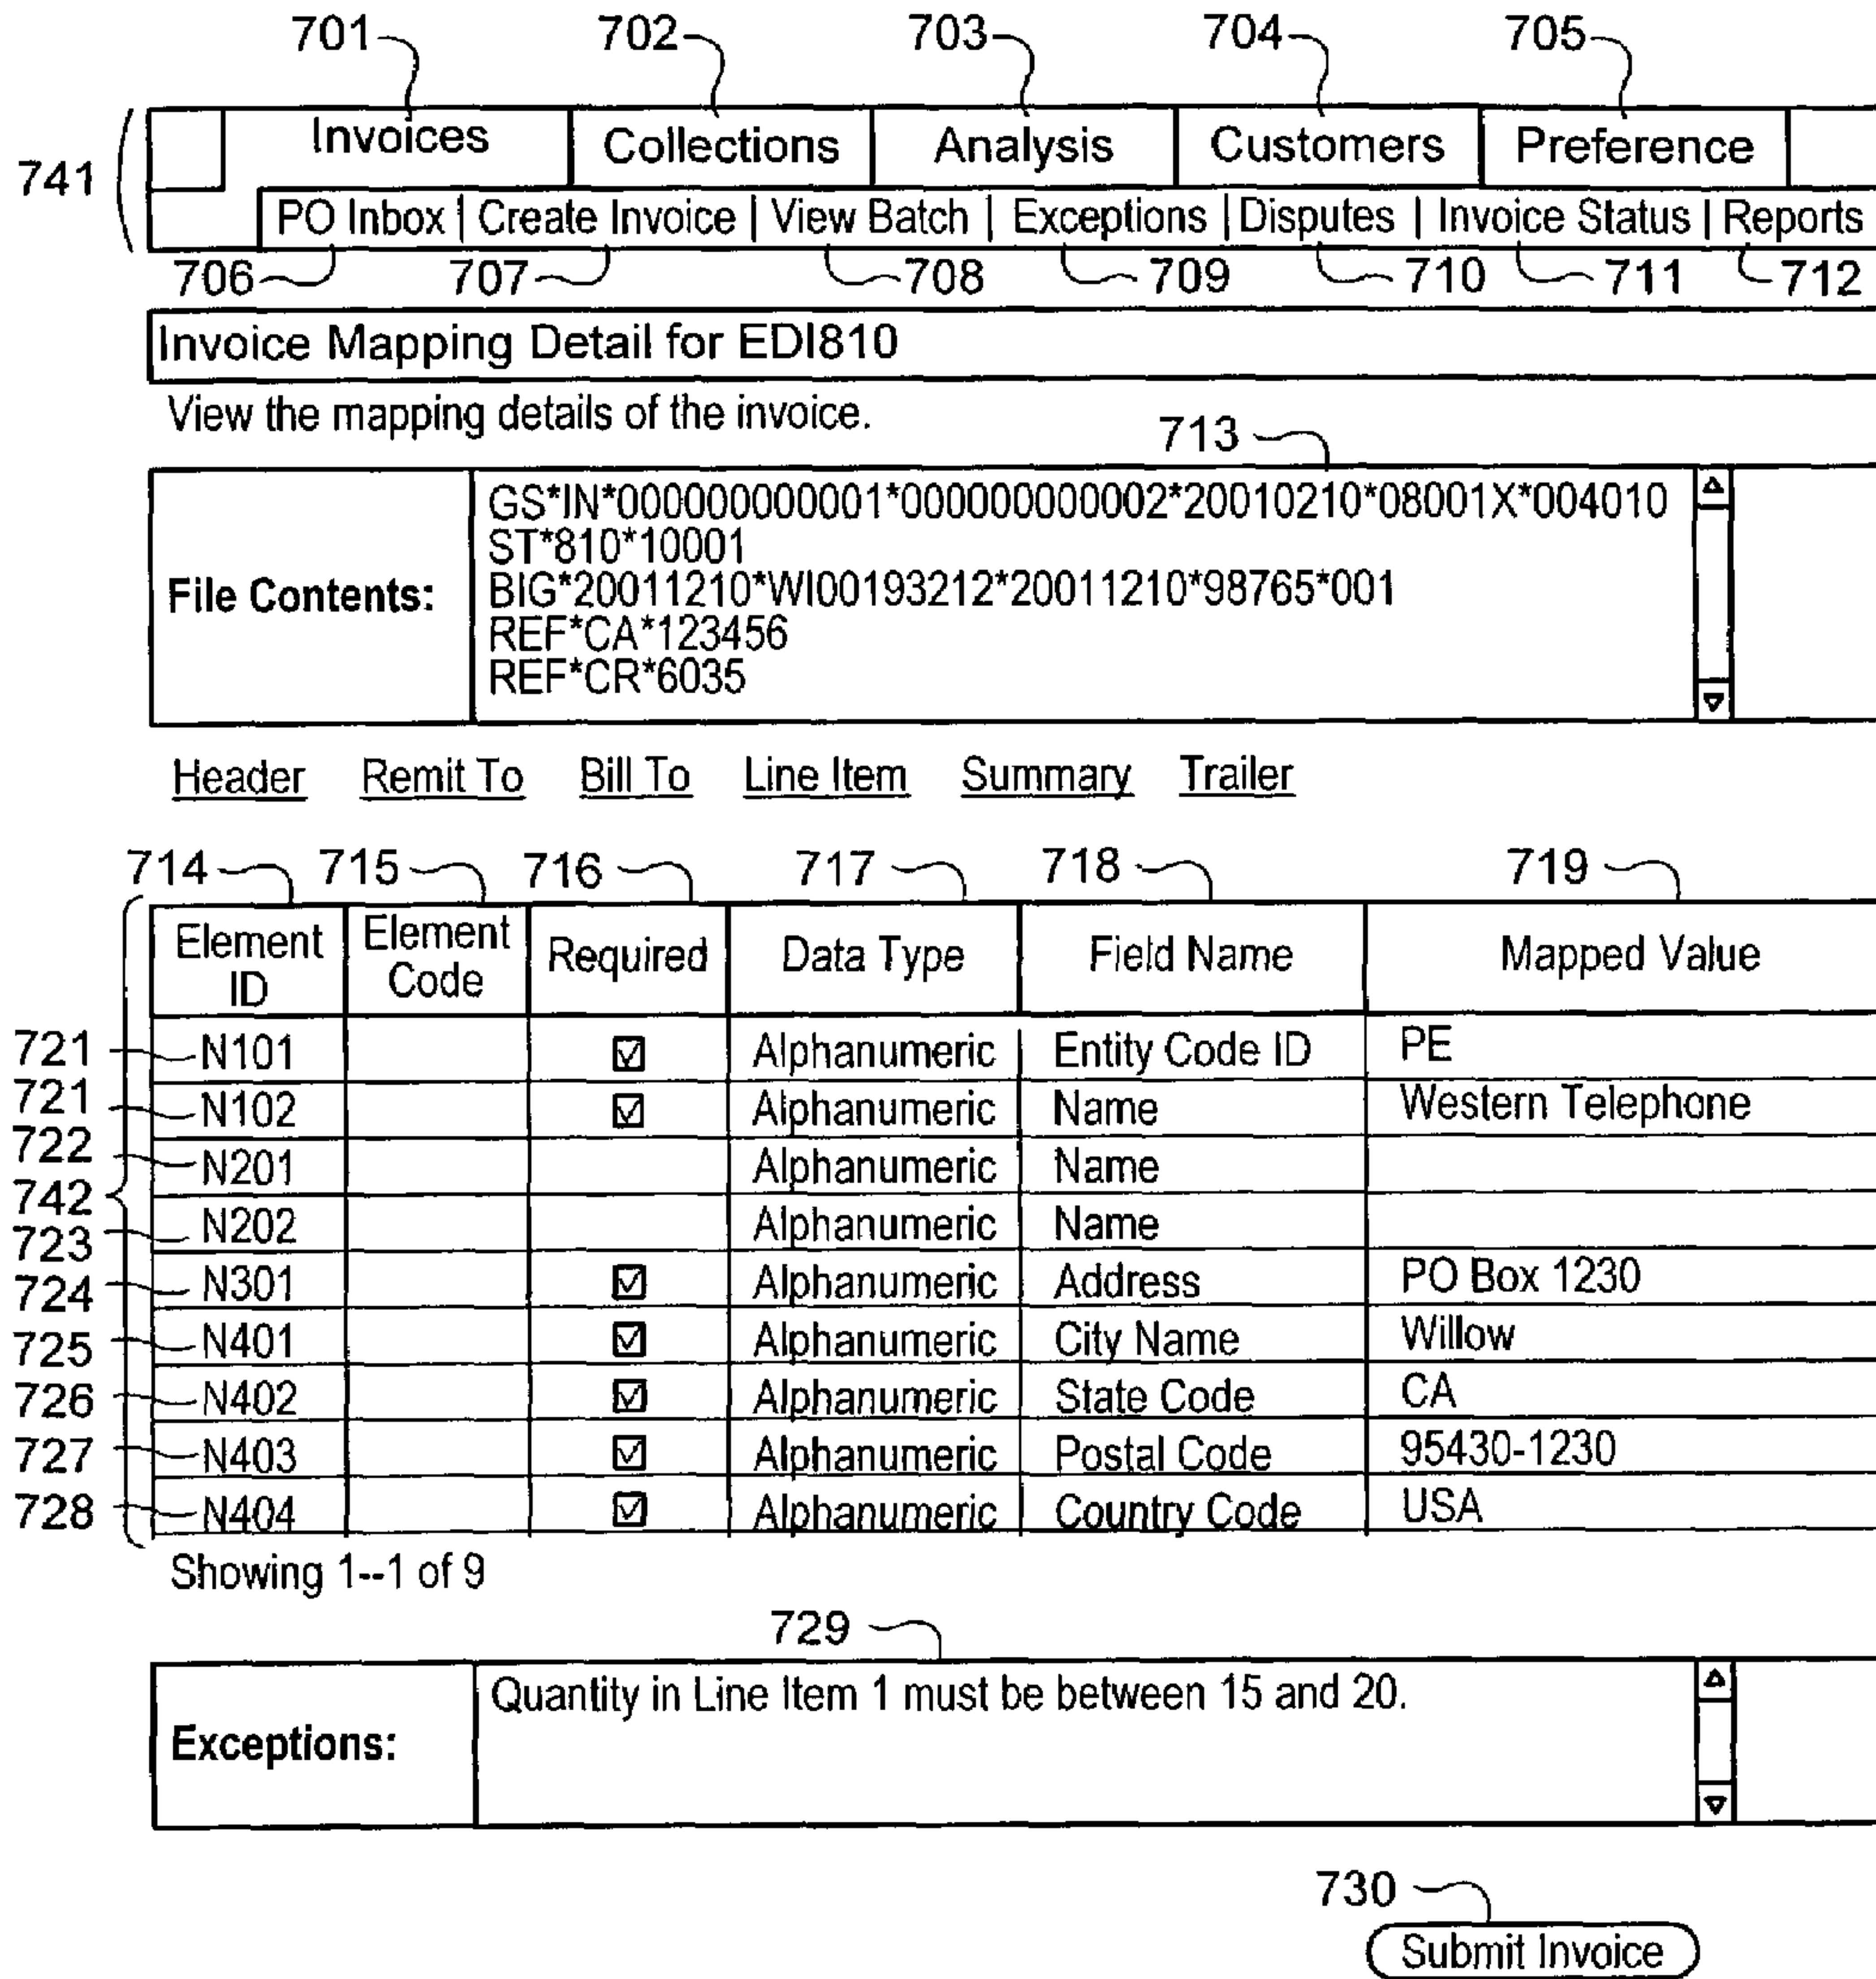 701 702 703 704 705
Invoices Collections Analysis Customers Preference
741
PO Inbox | Create Invoice | View Batch | Exceptions | Disputes | Invoice Status | Reports
706 707 708 709 710 711 712
Invoice Mapping Detail for EDI810
View the mapping details of the invoice.
713
File Contents:
GS*IN*000000000001*000000000002*20010210*08001X*004010
ST*810*10001
BIG*20011210*WI00193212*20011210*98765*001
REF*CA*123456
REF*CR*6035
Header Remit To Bill To Line Item Summary Trailer
714 715 716 717 718 719
Element ID Element Code Required Data Type Field Name Mapped Value
721 N101 Alphanumeric Entity Code ID PE
721 N102 Alphanumeric Name Western Telephone
722 N201 Alphanumeric Name
742
723 N202 Alphanumeric Name
724 N301 Alphanumeric Address PO Box 1230
725 N401 Alphanumeric City Name Willow
726 N402 Alphanumeric State Code CA
727 N403 Alphanumeric Postal Code 95430-1230
728 N404 Alphanumeric Country Code USA
Showing 1--1 of 9
729
Exceptions:
Quantity in Line Item 1 must be between 15 and 20.
730
Submit Invoice